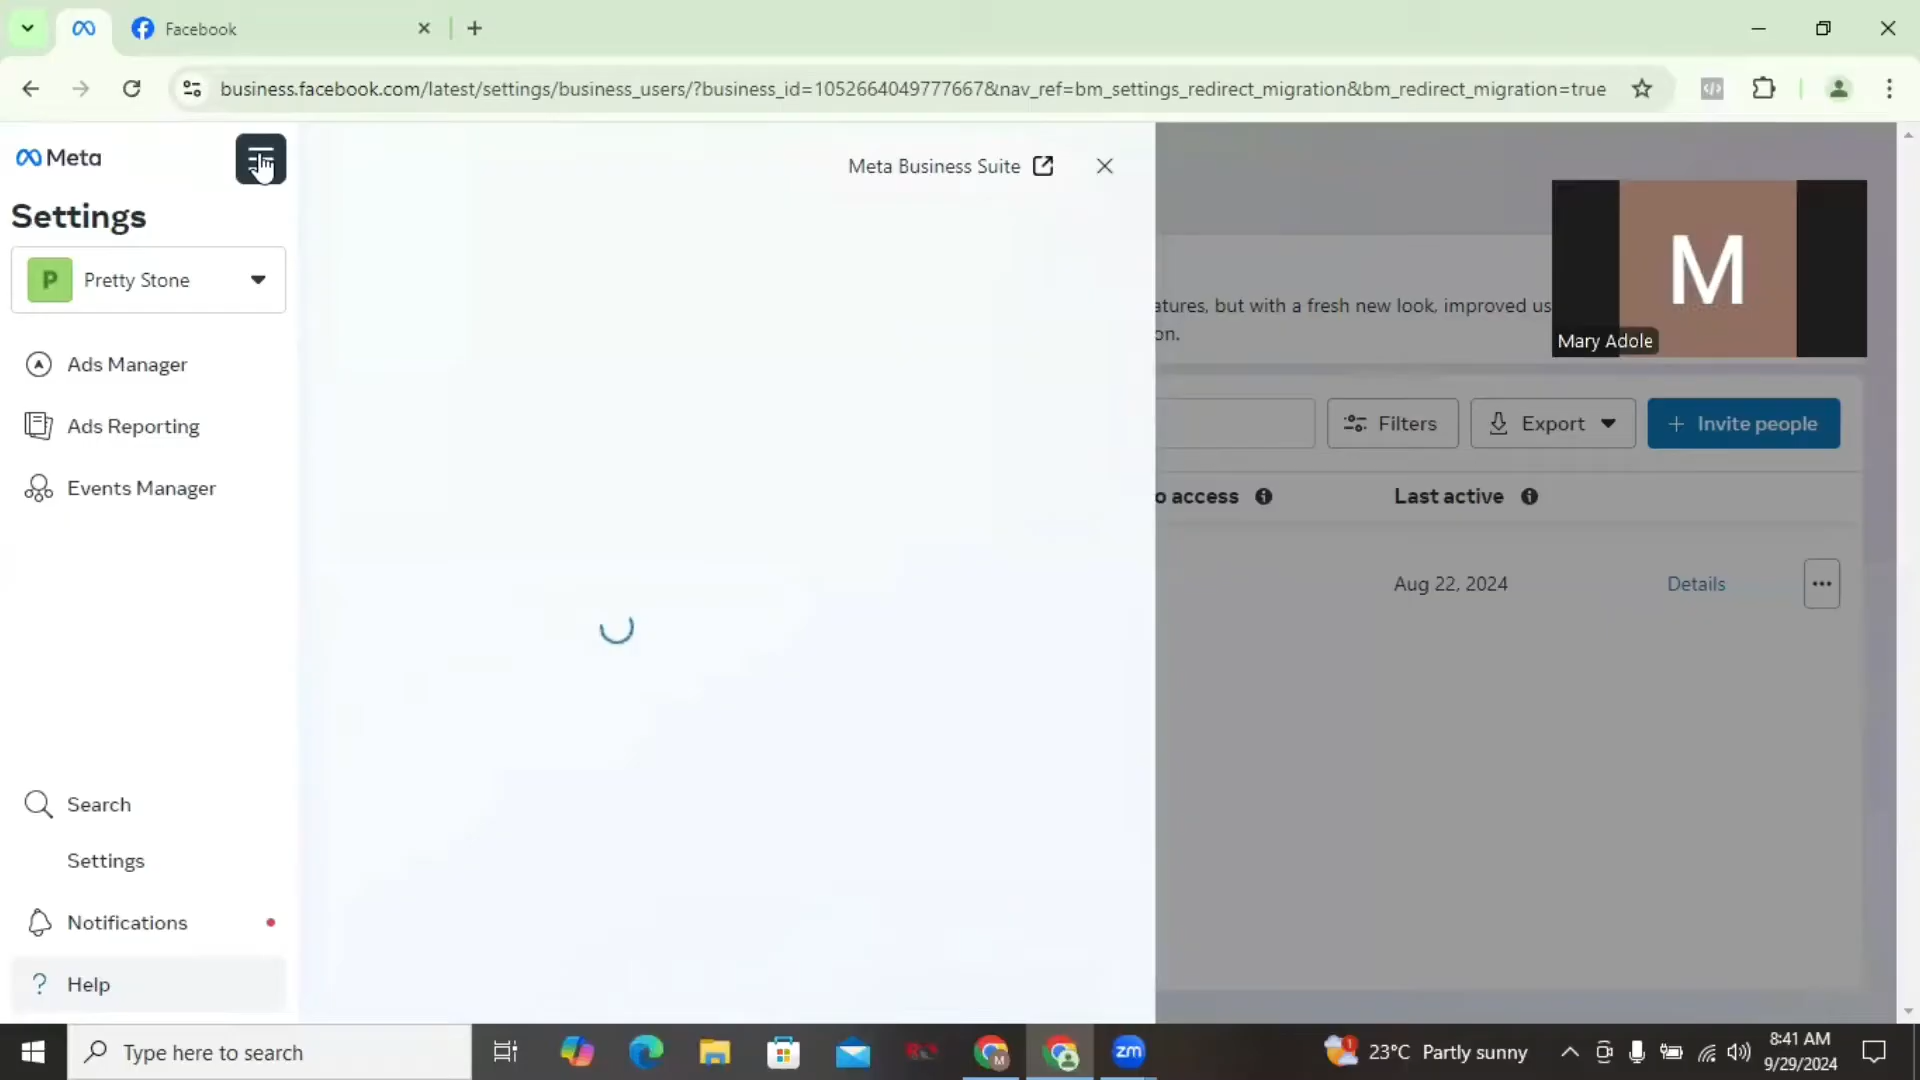 Facebook
business.facebook.com/latest/settings/business_users/?business_id=1052664049777667&nav_ref=bm_settings_redirect_migration&bm_redirect_migration=true
Meta
Meta Business Suite
Settings
P Pretty Stone
Ads Manager
Ads Reporting
Events Manager
Search
Settings
Notifications
? Help
atures, but with a fresh new look, improved us
on.
M
Mary Adole
Filters
Export
+ Invite people
o access
Last active
Aug 22, 2024
Details
Type here to search
M
zm
1
23°C Partly sunny
8:41 AM
9/29/2024